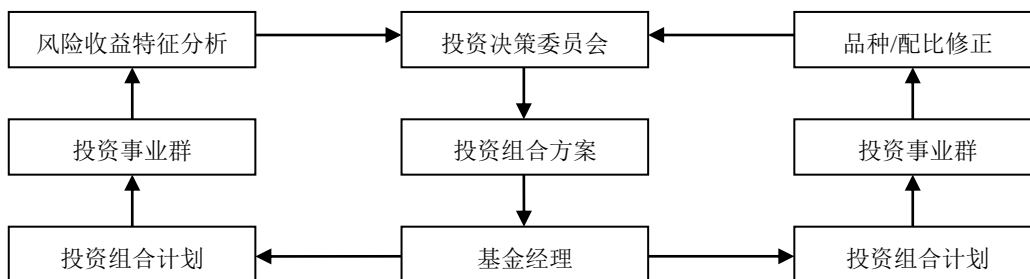 风险收益特征分析
投资决策委员会
品种/配比修正
投资事业群
投资组合方案
投资事业群
投资组合计划
基金经理
投资组合计划